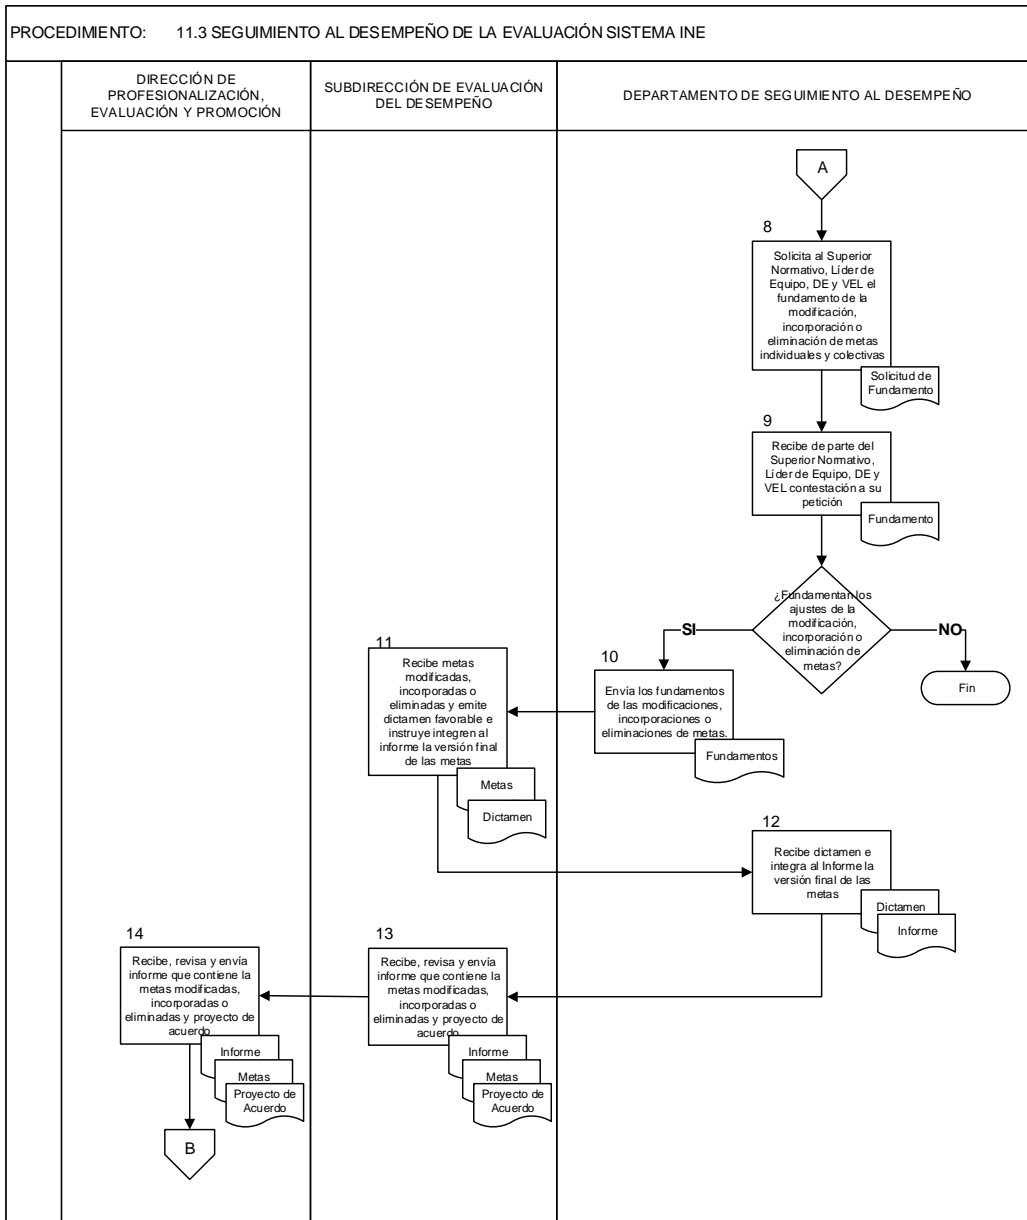 PROCEDIMIENTO: 11.3 SEGUIMIENTO AL DESEMPEÑO DE LA EVALUACIÓN SISTEMA INE
DIRECCIÓN DE
PROFESIONALIZACIÓN,
EVALUACIÓN Y PROMOCIÓN
SUBDIRECCIÓN DE EVALUACIÓN
DEL DESEMPEÑO
DEPARTAMENTO DE SEGUIMIENTO AL DESEMPEÑO
A
8
Solicita al Superior
Normativo, Líder de
Equipo, DE y VEL el
fundamento de la
modificación,
incorporación o
eliminación de metas
individuales y colectivas
Solicitud de
Fundamento
9
Recibe de parte del
Superior Normativo,
Líder de Equipo, DE y
VEL contestación a su
petición
Fundamento
¿Fundamentan los
ajustes de la
modificación,
incorporación o
eliminación de
metas?
SI
NO
Fin
10
Envía los fundamentos
de las modificaciones,
incorporaciones o
eliminaciones de metas.
Fundamentos
11
Recibe metas
modificadas,
incorporadas o
eliminadas y emite
dictamen favorable e
instruye integren al
informe la versión final
de las metas
Metas
Dictamen
12
Recibe dictamen e
integra al Informe la
versión final de las
metas
Dictamen
Informe
13
Recibe, revisa y envía
informe que contiene la
metas modificadas,
incorporadas o
eliminadas y proyecto de
acuerdo
Informe
Metas
Proyecto de
Acuerdo
14
Recibe, revisa y envía
informe que contiene la
metas modificadas,
incorporadas o
eliminadas y proyecto de
acuerdo
Informe
Metas
Proyecto de
Acuerdo
B